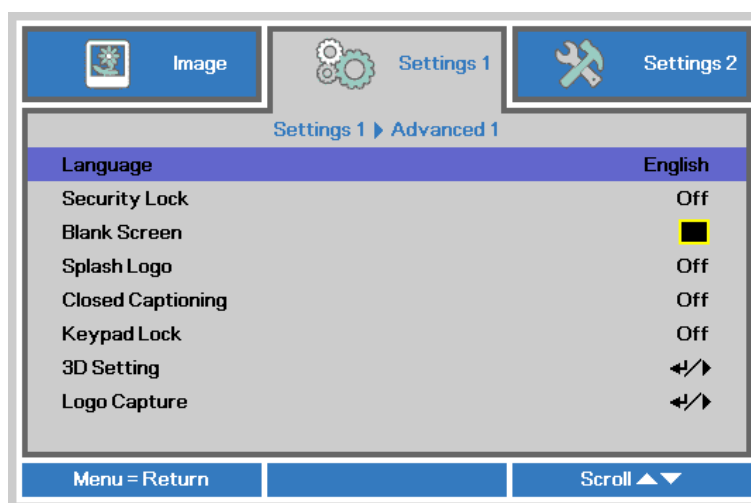 Image
Settings 1
Settings 2
Settings 1 ▶ Advanced 1
Language English
Security Lock Off
Blank Screen
Splash Logo Off
Closed Captioning Off
Keypad Lock Off
3D Setting ↵/▶
Logo Capture ↵/▶
Menu = Return
Scroll ▲▼